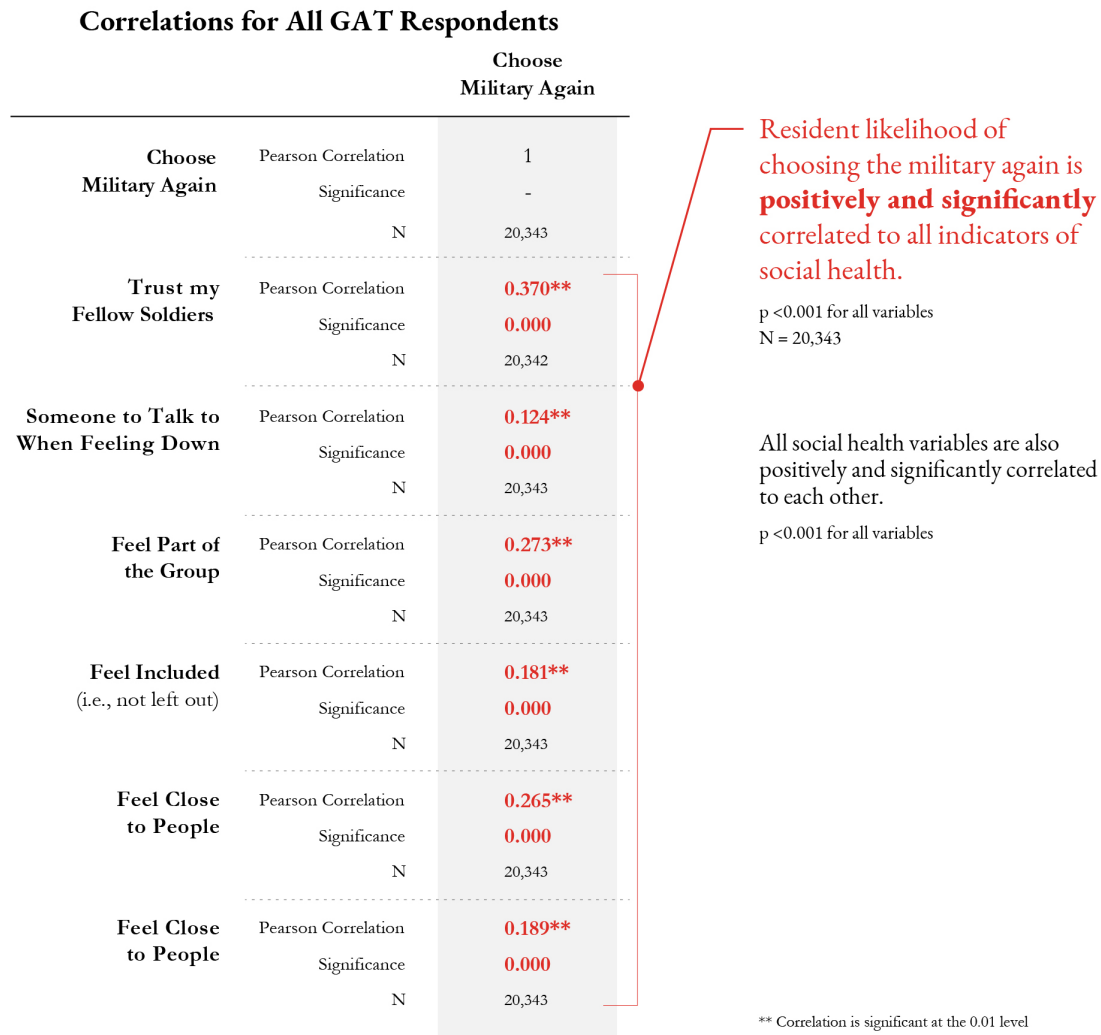 Correlations for All GAT Respondents
Choose
Military Again
Choose
Military Again
Pearson Correlation 1
Significance -
N 20,343
Trust my
Fellow Soldiers
Pearson Correlation 0.370**
Significance 0.000
N 20,342
Someone to Talk to
When Feeling Down
Pearson Correlation 0.124**
Significance 0.000
N 20,343
Feel Part of
the Group
Pearson Correlation 0.273**
Significance 0.000
N 20,343
Feel Included
(i.e., not left out)
Pearson Correlation 0.181**
Significance 0.000
N 20,343
Feel Close
to People
Pearson Correlation 0.265**
Significance 0.000
N 20,343
Feel Close
to People
Pearson Correlation 0.189**
Significance 0.000
N 20,343
Resident likelihood of
choosing the military again is
positively and significantly
correlated to all indicators of
social health.
p <0.001 for all variables
N = 20,343
All social health variables are also
positively and significantly correlated
to each other.
p <0.001 for all variables
** Correlation is significant at the 0.01 level